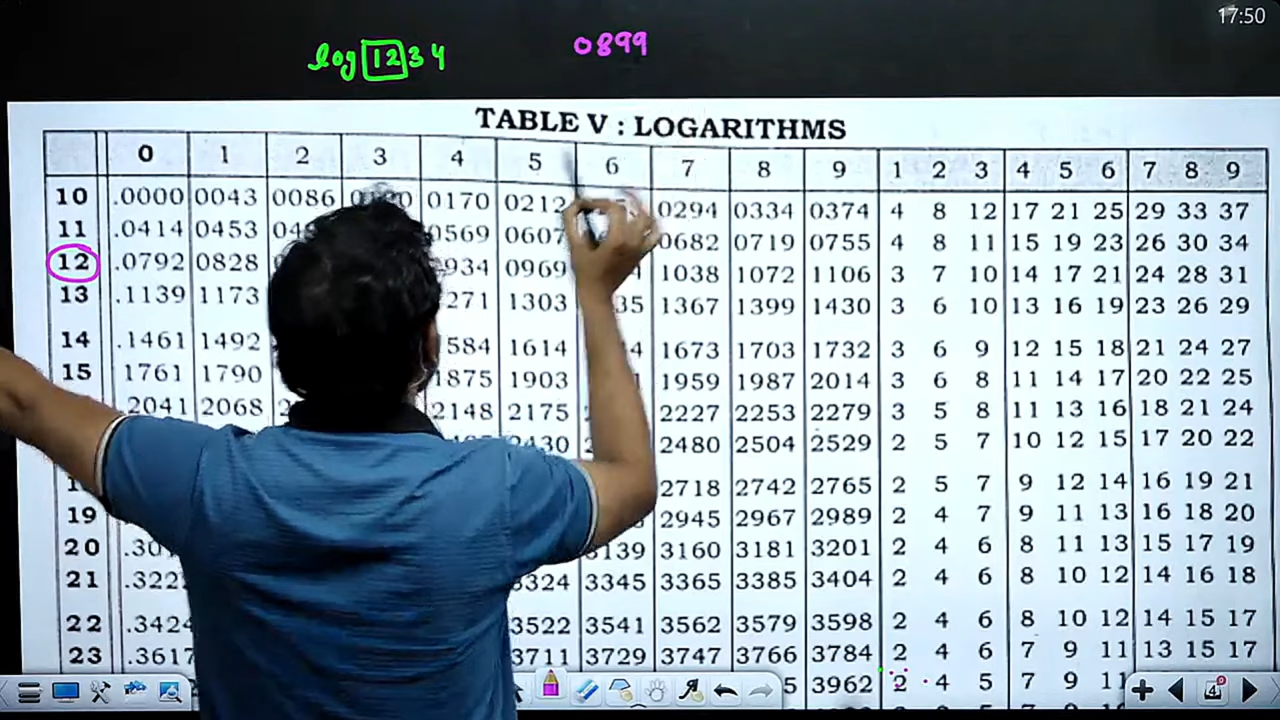 17:50
log 1234 0899
TABLE V : LOGARITHMS
0 1 2 3 4 5 6 7 8 9 1 2 3 4 5 6 7 8 9
10 .0000 0043 0086 0170 0212 0294 0334 0374 4 8 12 17 21 25 29 33 37
11 .0414 0453 0569 0607 0682 0719 0755 4 8 11 15 19 23 26 30 34
12 .0792 0828 0969 1038 1072 1106 3 7 10 14 17 21 24 28 31
13 .1139 1173 1303 1367 1399 1430 3 6 10 13 16 19 23 26 29
14 .1461 1492 1614 1673 1703 1732 3 6 9 12 15 18 21 24 27
15 1761 1790 1875 1903 1959 1987 2014 3 6 8 11 14 17 20 22 25
2041 2068 2148 2175 2227 2253 2279 3 5 8 11 13 16 18 21 24
2480 2504 2529 2 5 7 10 12 15 17 20 22
2718 2742 2765 2 5 7 9 12 14 16 19 21
19 2945 2967 2989 2 4 7 9 11 13 16 18 20
20 3139 3160 3181 3201 2 4 6 8 11 13 15 17 19
21 .3222 3324 3345 3365 3385 3404 2 4 6 8 10 12 14 16 18
22 .3424 3522 3541 3562 3579 3598 2 4 6 8 10 12 14 15 17
23 .3617 3711 3729 3747 3766 3784 2 4 6 7 9 11 13 15 17
3962 2 4 5 7 9 11 4